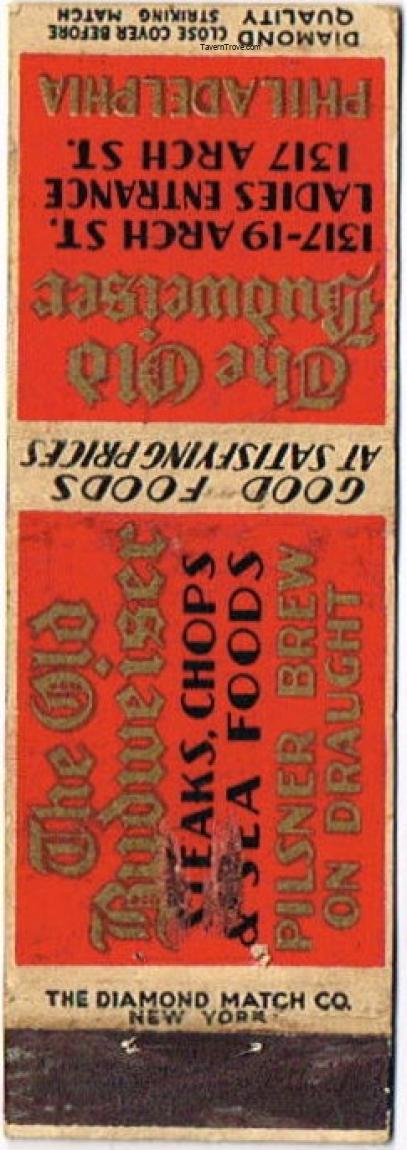 DIAMOND QUALITY
CLOSE COVER BEFORE STRIKING MATCH
TavernTrove.com
The Old
Budweiser
1317-19 ARCH ST.
LADIES ENTRANCE
1317 ARCH ST.
PHILADELPHIA
GOOD FOODS
AT SATISFYING PRICES
The Old
Budweiser
STEAKS, CHOPS
& SEA FOODS
PILSNER BREW
ON DRAUGHT
THE DIAMOND MATCH CO.
NEW YORK